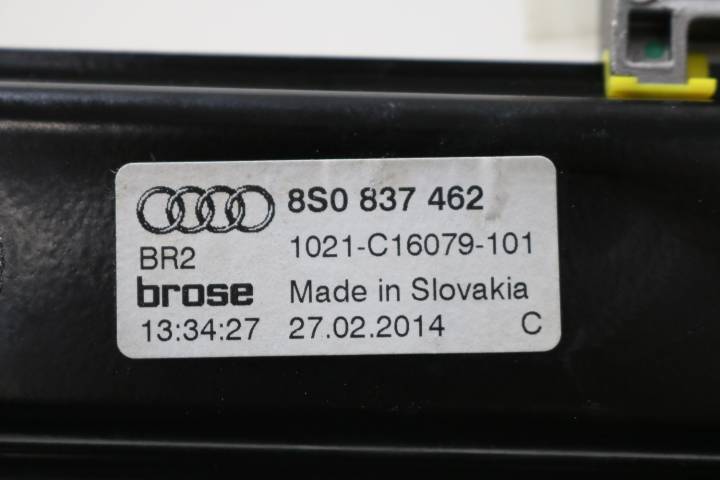 8S0 837 462
BR2 1021-C16079-101
brose Made in Slovakia
13:34:27 27.02.2014 C